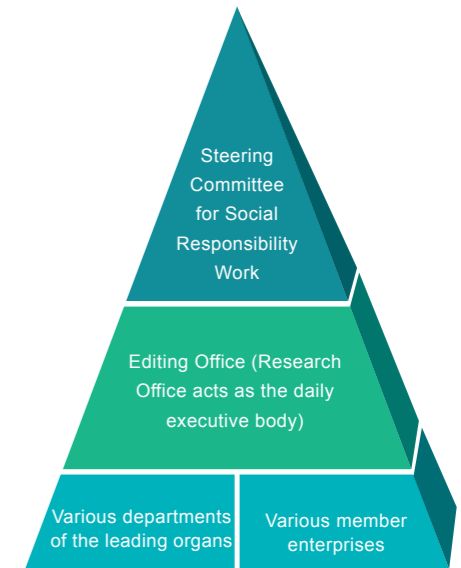 Steering
Committee
for Social
Responsibility
Work
Editing Office (Research
Office acts as the daily
executive body)
Various departments
of the leading organs
Various member
enterprises